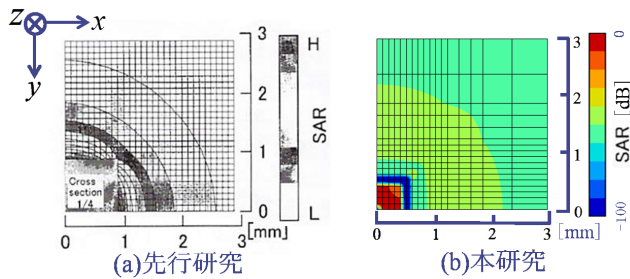 z x
y
3
2
1
0
0 1 2 3 [mm]
Cross
section
1/4
H
SAR
L
(a)先行研究
3
2
1
0
0 1 2 3 [mm]
0
SAR [dB]
-100
(b)本研究